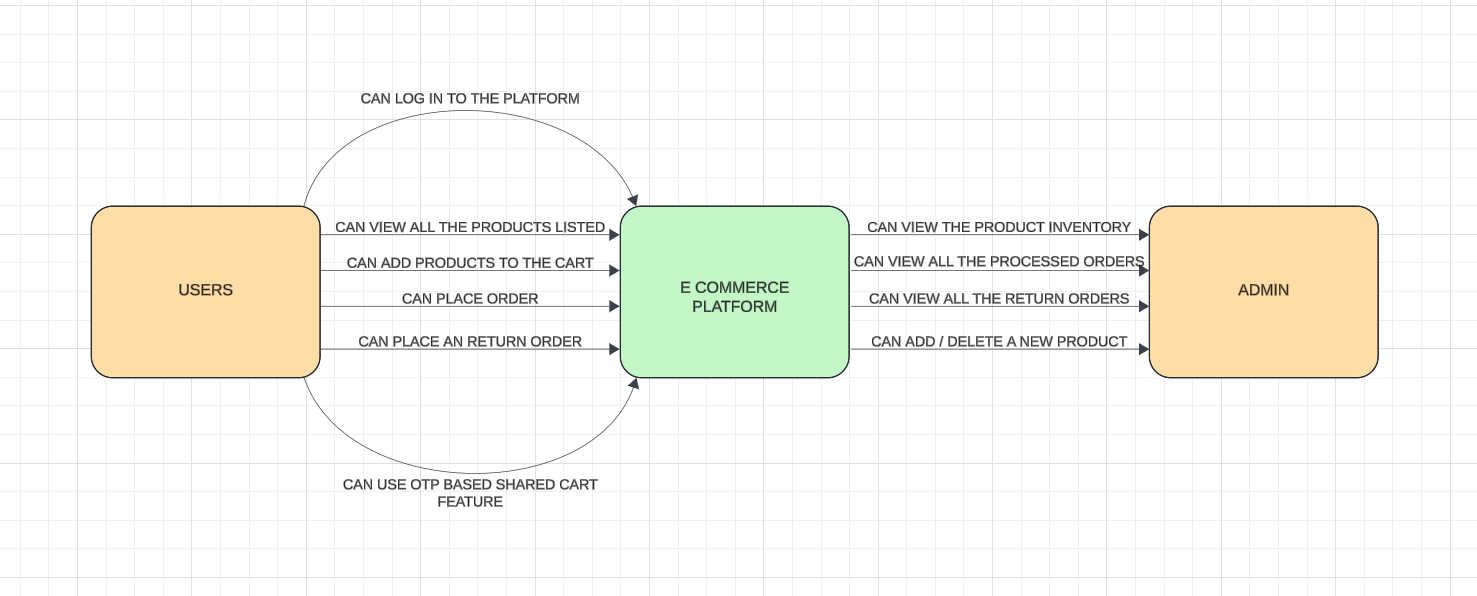 CAN LOG IN TO THE PLATFORM
USERS
CAN VIEW ALL THE PRODUCTS LISTED
CAN ADD PRODUCTS TO THE CART
CAN PLACE ORDER
CAN PLACE AN RETURN ORDER
E COMMERCE
PLATFORM
CAN VIEW THE PRODUCT INVENTORY
CAN VIEW ALL THE PROCESSED ORDERS
CAN VIEW ALL THE RETURN ORDERS
CAN ADD / DELETE A NEW PRODUCT
ADMIN
CAN USE OTP BASED SHARED CART
FEATURE